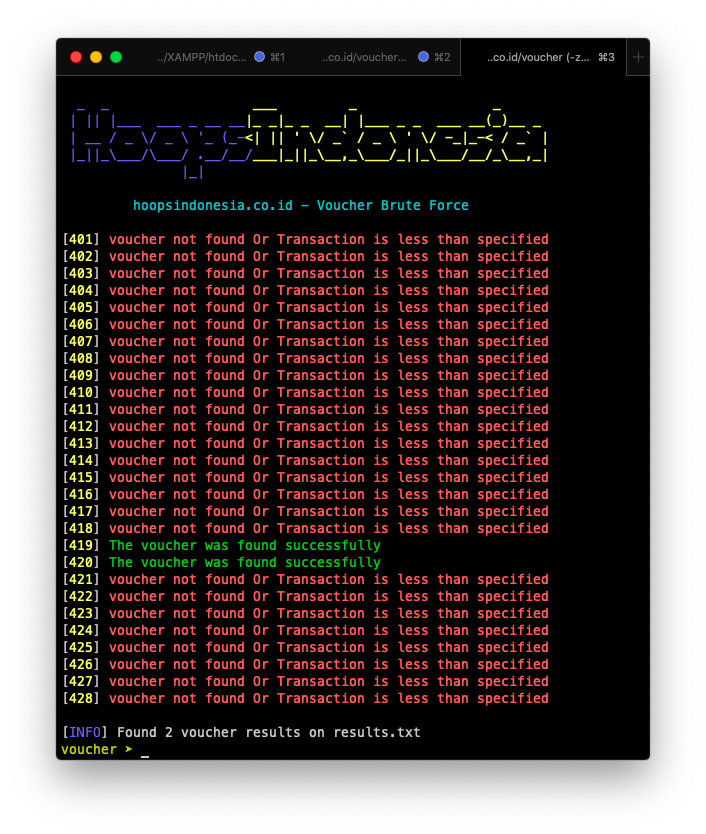 ../XAMPP/htdoc... ⌘1
..co.id/voucher... ⌘2
..co.id/voucher (-z... ⌘3
HoopsIndonesia
hoopsindonesia.co.id - Voucher Brute Force
[401] voucher not found Or Transaction is less than specified
[402] voucher not found Or Transaction is less than specified
[403] voucher not found Or Transaction is less than specified
[404] voucher not found Or Transaction is less than specified
[405] voucher not found Or Transaction is less than specified
[406] voucher not found Or Transaction is less than specified
[407] voucher not found Or Transaction is less than specified
[408] voucher not found Or Transaction is less than specified
[409] voucher not found Or Transaction is less than specified
[410] voucher not found Or Transaction is less than specified
[411] voucher not found Or Transaction is less than specified
[412] voucher not found Or Transaction is less than specified
[413] voucher not found Or Transaction is less than specified
[414] voucher not found Or Transaction is less than specified
[415] voucher not found Or Transaction is less than specified
[416] voucher not found Or Transaction is less than specified
[417] voucher not found Or Transaction is less than specified
[418] voucher not found Or Transaction is less than specified
[419] The voucher was found successfully
[420] The voucher was found successfully
[421] voucher not found Or Transaction is less than specified
[422] voucher not found Or Transaction is less than specified
[423] voucher not found Or Transaction is less than specified
[424] voucher not found Or Transaction is less than specified
[425] voucher not found Or Transaction is less than specified
[426] voucher not found Or Transaction is less than specified
[427] voucher not found Or Transaction is less than specified
[428] voucher not found Or Transaction is less than specified
[INFO] Found 2 voucher results on results.txt
voucher ➤ _